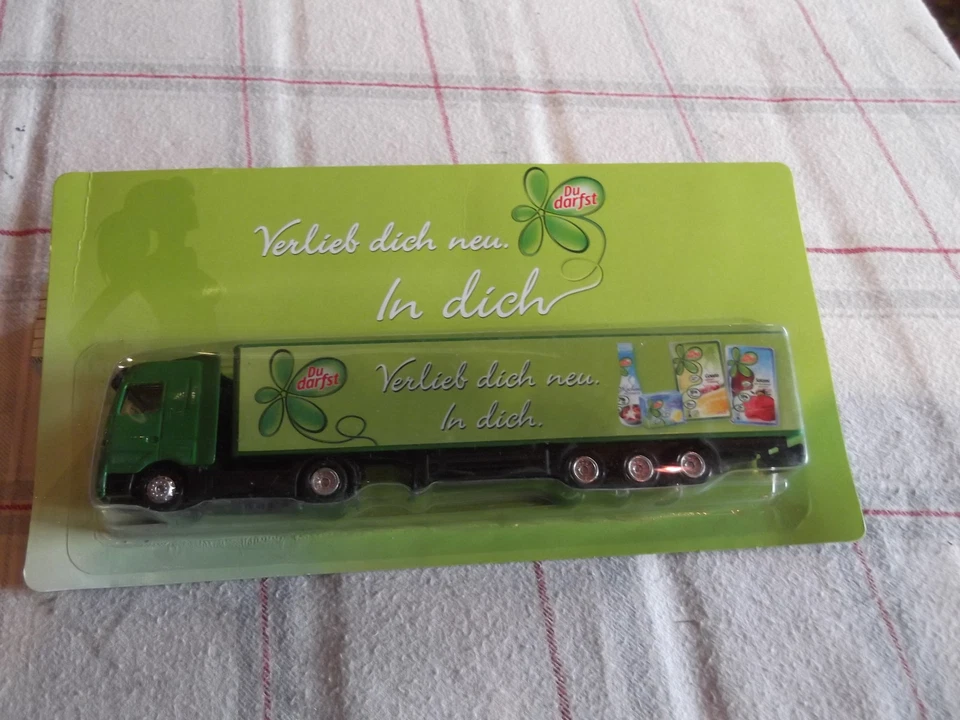 Du
darfst
Verlieb dich neu.
In dich
Du
darfst
Verlieb dich neu.
In dich.